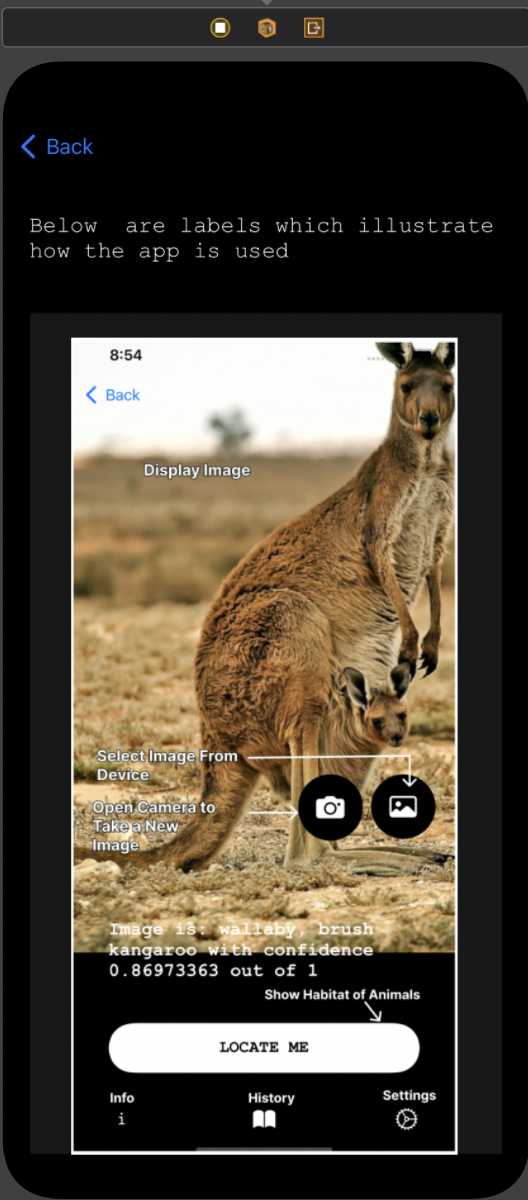 Back
Below  are labels which illustrate
how the app is used
8:54
Back
Display Image
Select Image From
Device
Open Camera to
Take a New
Image
Image is: wallaby, brush
kangaroo with confidence
0.86973363 out of 1
Show Habitat of Animals
LOCATE ME
Info
History
Settings
i